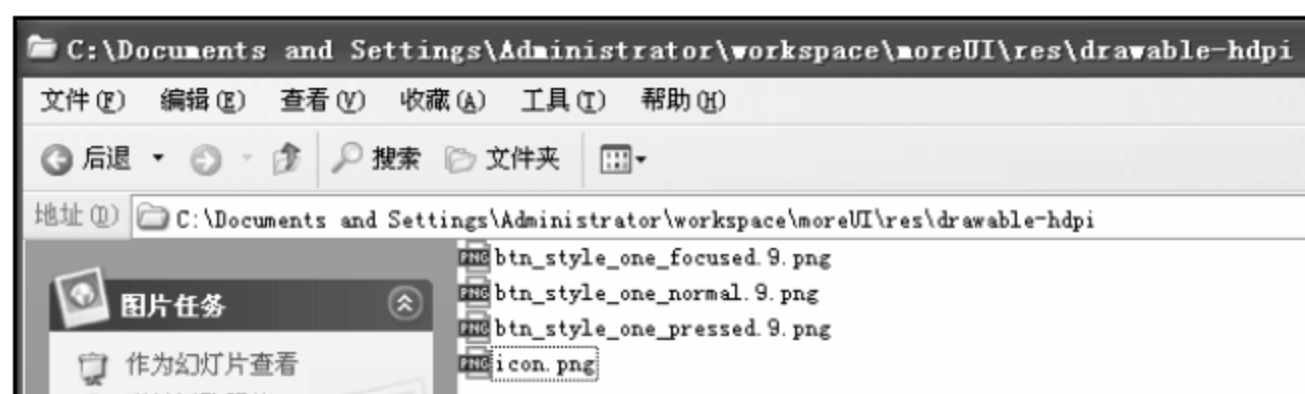 C:\Documents and Settings\Administrator\workspace\moreUI\res\drawable-hdpi
文件(F) 编辑(E) 查看(V) 收藏(A) 工具(T) 帮助(H)
后退 搜索 文件夹
地址(D) C:\Documents and Settings\Administrator\workspace\moreUI\res\drawable-hdpi
btn_style_one_focused.9.png
btn_style_one_normal.9.png
btn_style_one_pressed.9.png
icon.png
图片任务
作为幻灯片查看